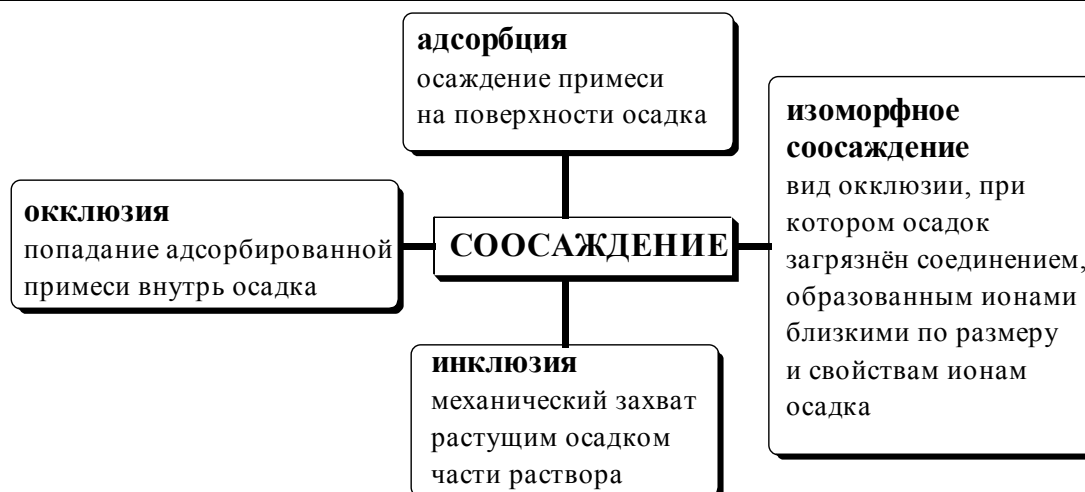 адсорбция
осаждение примеси
на поверхности осадка
изоморфное
соосаждение
вид окклюзии, при
котором осадок
загрязнён соединением,
образованным ионами
близкими по размеру
и свойствам ионам
осадка
окклюзия
попадание адсорбированной
примеси внутрь осадка
СООСАЖДЕНИЕ
инклюзия
механический захват
растущим осадком
части раствора